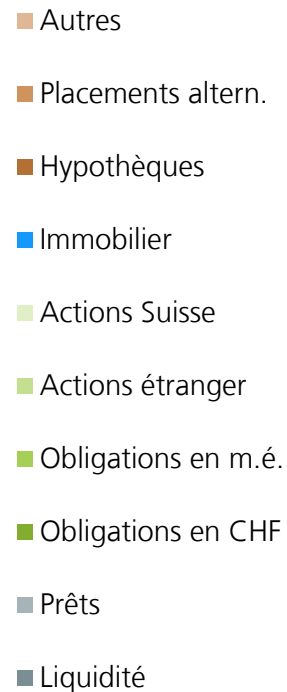 Autres
Placements altern.
Hypothèques
Immobilier
Actions Suisse
Actions étranger
Obligations en m.é.
Obligations en CHF
Prêts
Liquidité